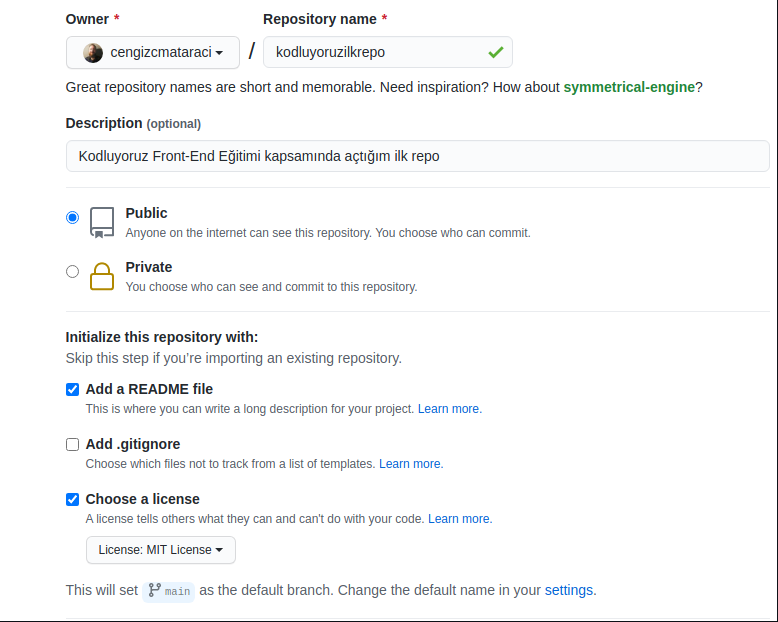 Owner * Repository name *
cengizcmataraci / kodluyoruzilkrepo
Great repository names are short and memorable. Need inspiration? How about symmetrical-engine?
Description (optional)
Kodluyoruz Front-End Eğitimi kapsamında açtığım ilk repo
Public
Anyone on the internet can see this repository. You choose who can commit.
Private
You choose who can see and commit to this repository.
Initialize this repository with:
Skip this step if you’re importing an existing repository.
Add a README file
This is where you can write a long description for your project. Learn more.
Add .gitignore
Choose which files not to track from a list of templates. Learn more.
Choose a license
A license tells others what they can and can't do with your code. Learn more.
License: MIT License
This will set main as the default branch. Change the default name in your settings.